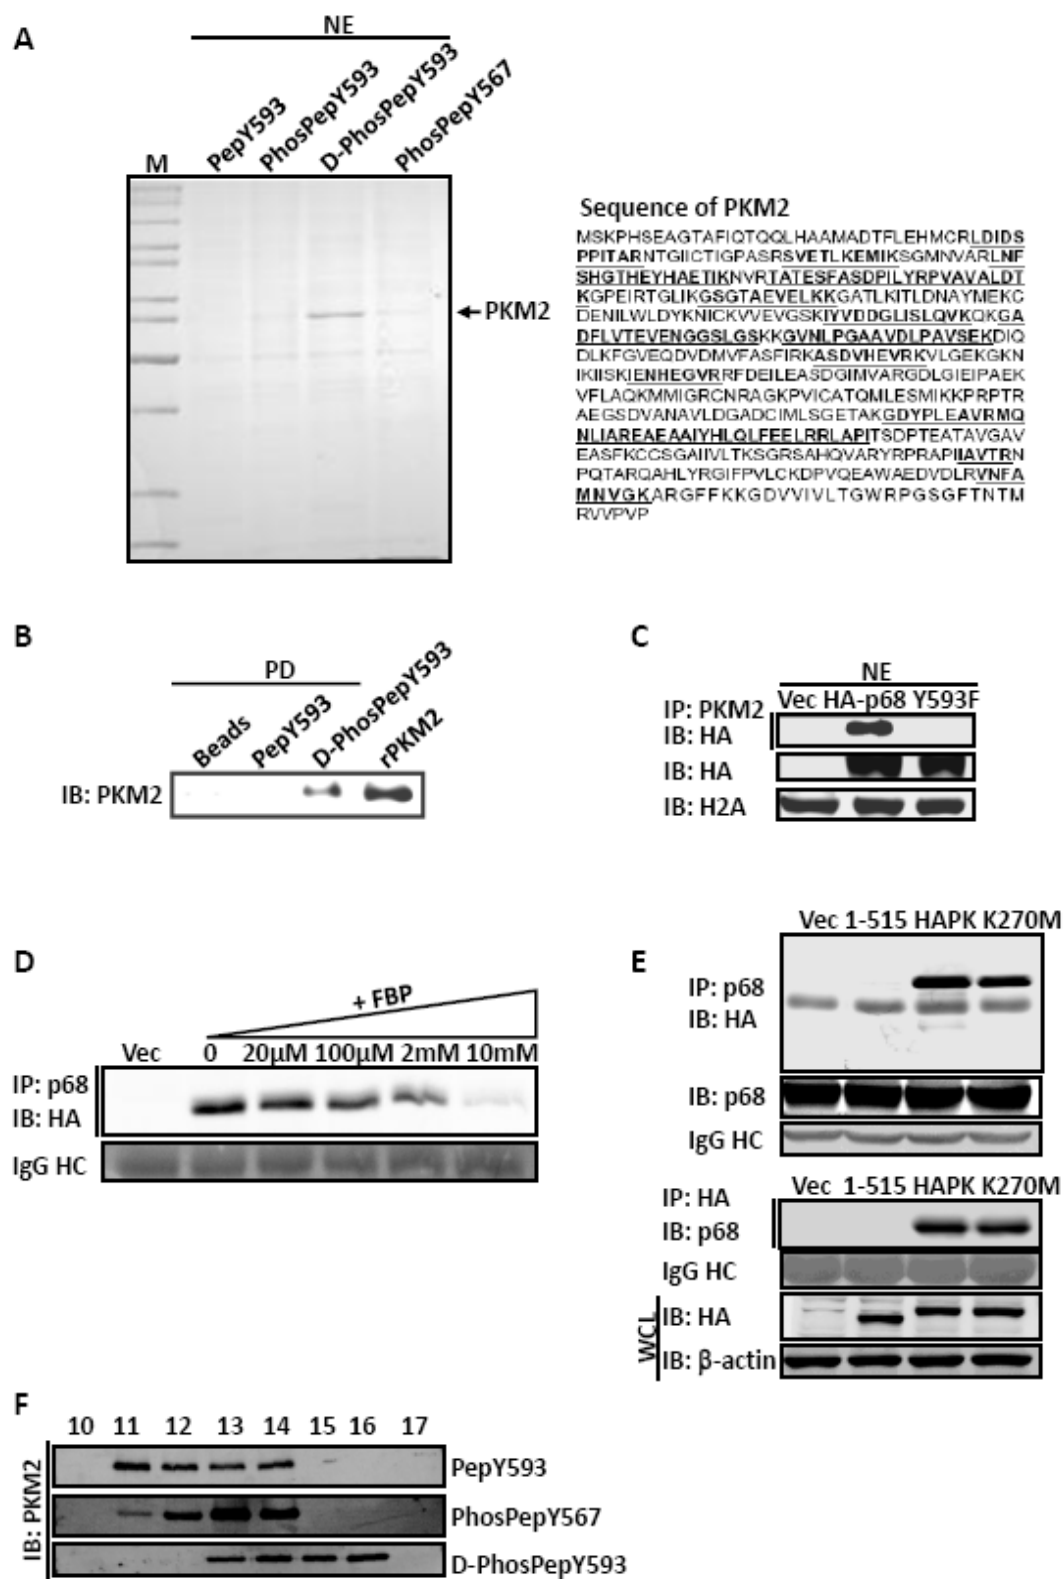 A
NE
PepY593
PhosPepY593
D-PhosPepY593
PhosPepY567
M
PKM2
Sequence of PKM2
MSKPHSEAGTAFIQTQQLHAAMADTFLEHMCRLDIDS
PPITARNTGIICTIGPASRSVETLKEMIKSGMNVARLNF
SHGTHEYHAETIKNVRTATESFASDPILYRPVAVALDT
KGPEIRTGLIKGSGTAEVELKKGATLKITLDNAYMEKC
DENILWLDYKNICKVVEVGSKIYVDDGLISLQVKQKGA
DFLVTEVENGGSLGSKKGVNLPGAAVDLPAVSEKDIQ
DLKFGVEQDVDMVFASFIRKASDVHEVRKVLGEKGKN
IKIISKIENHEGVRRFDEILEASDGIMVARGDLGIEIPAEK
VFLAQKMMIGRCNRAGKPVICATQMLESMIKKPRPTR
AEGSDVANAVLDGADCIMLSGETAKGDYPLEAVRMQ
NLIAREAEAAIYHLQLFEELRRLAPITSDPTEATAVGAV
EASFKCCSGAIIVLTKSGRSAHQVARYRPRAPIIAVTRN
PQTARQAHLYRGIFPVLCKDPVQEAWAEDVDLRVNFA
MNVGKARGFFKKGDVVIVLTGWRPGSGFTNTM
RVVPVP
B
PD
Beads
PepY593
D-PhosPepY593
rPKM2
IB: PKM2
C
NE
Vec HA-p68 Y593F
IP: PKM2
IB: HA
IB: HA
IB: H2A
D
+ FBP
Vec 0 20μM 100μM 2mM 10mM
IP: p68
IB: HA
IgG HC
E
Vec 1-515 HAPK K270M
IP: p68
IB: HA
IB: p68
IgG HC
Vec 1-515 HAPK K270M
IP: HA
IB: p68
IgG HC
WCL
IB: HA
IB: β-actin
F
10 11 12 13 14 15 16 17
IB: PKM2
PepY593
PhosPepY567
D-PhosPepY593